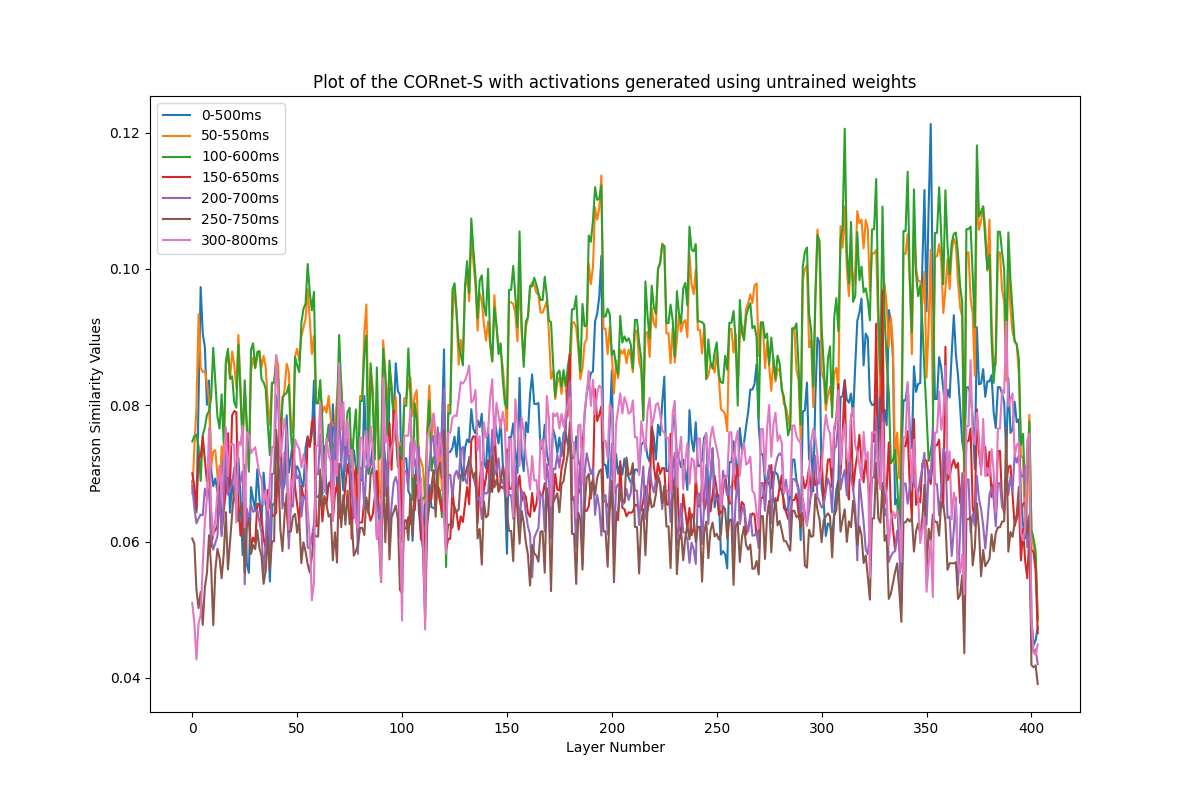 Plot of the CORnet-S with activations generated using untrained weights
0-500ms
50-550ms
100-600ms
150-650ms
200-700ms
250-750ms
300-800ms
Pearson Similarity Values
0.12
0.10
0.08
0.06
0.04
0 50 100 150 200 250 300 350 400
Layer Number